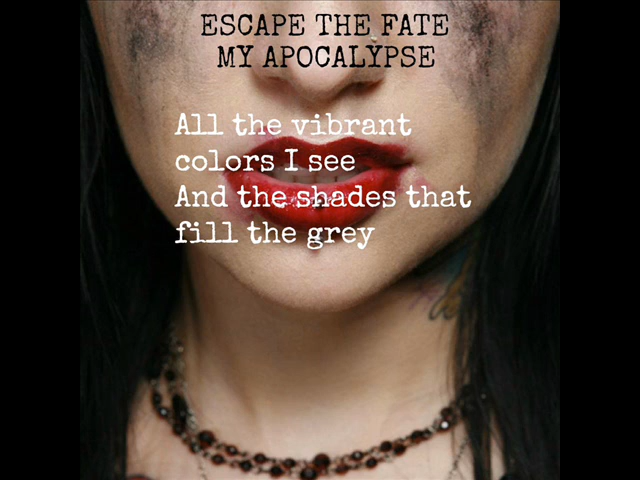 ESCAPE THE FATE
MY APOCALYPSE
All the vibrant
colors I see
And the shades that
fill the grey